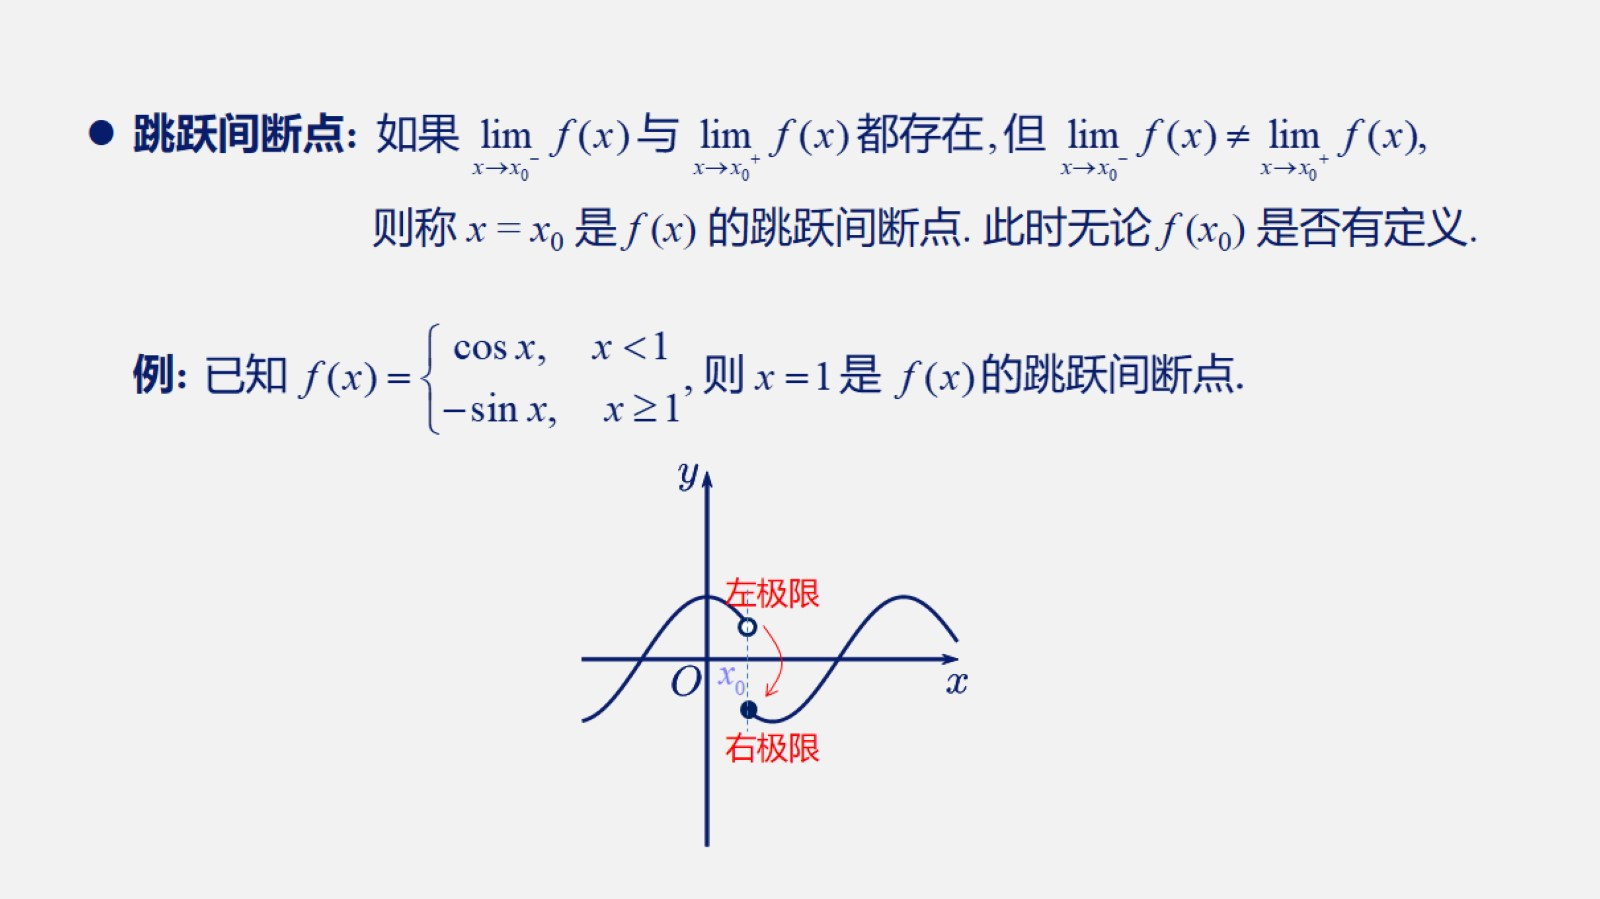 ● 跳跃间断点: 如果 lim_{x→x₀⁻} f(x) 与 lim_{x→x₀⁺} f(x) 都存在, 但 lim_{x→x₀⁻} f(x) ≠ lim_{x→x₀⁺} f(x),
则称 x = x₀ 是 f(x) 的跳跃间断点. 此时无论 f(x₀) 是否有定义.
例: 已知 f(x) = { cos x, x < 1; −sin x, x ≥ 1 , 则 x = 1 是 f(x) 的跳跃间断点.
y
左极限
O x₀ x
右极限